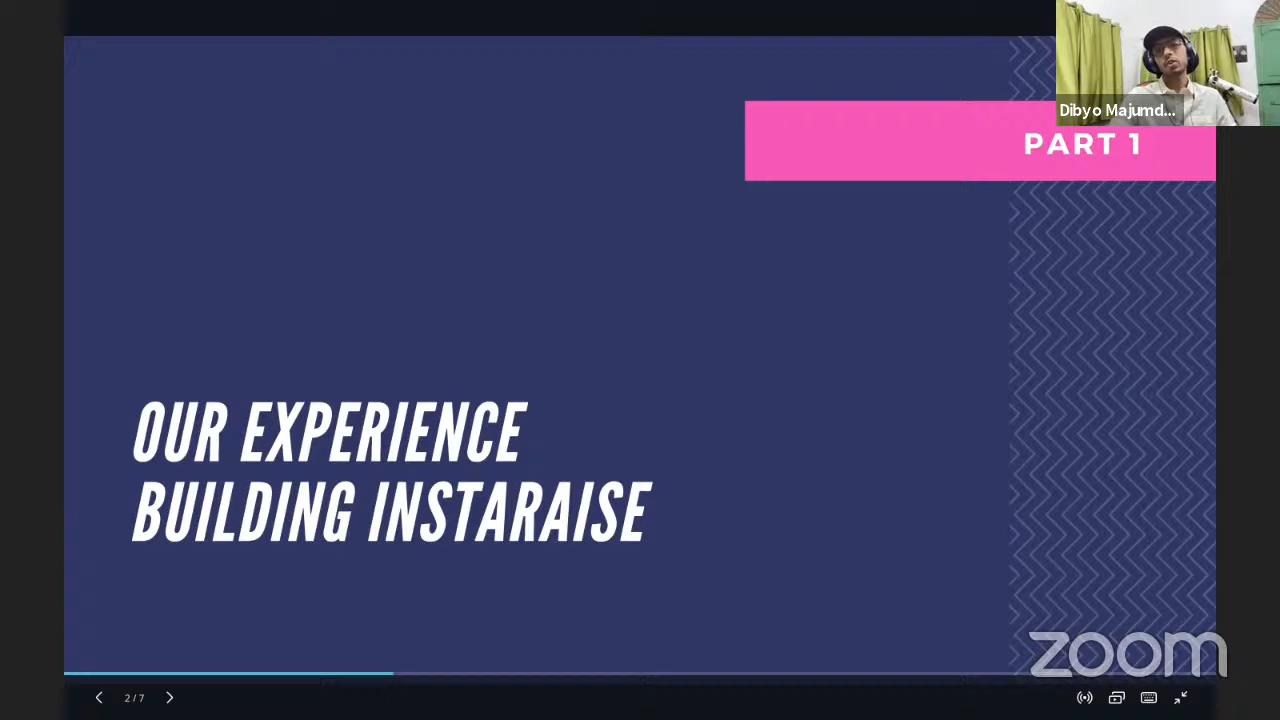 Dibyo Majumd...
PART 1
OUR EXPERIENCE
BUILDING INSTARAISE
zoom
2/7